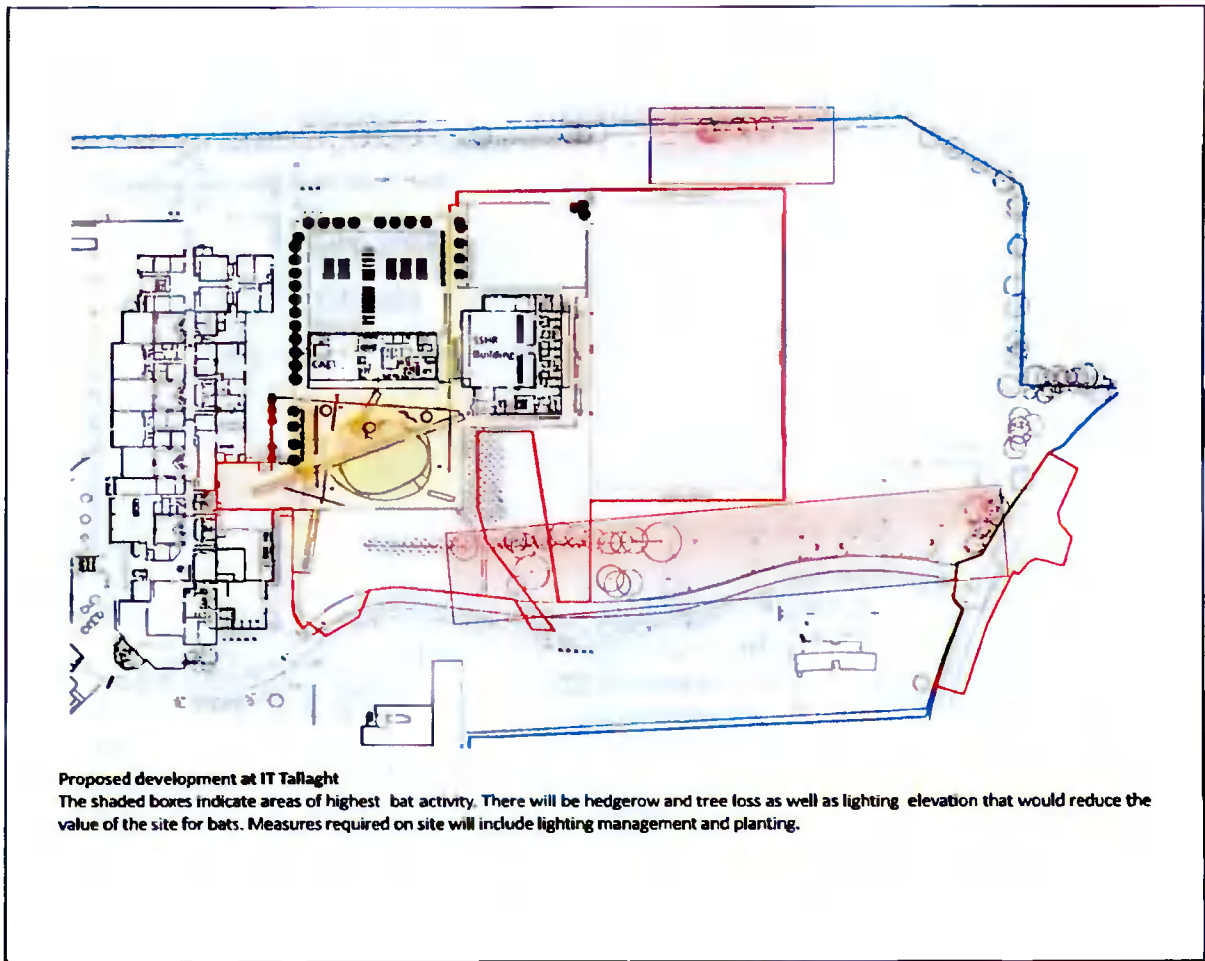 SSHR
Building
Proposed development at IT Tallaght
The shaded boxes indicate areas of highest bat activity. There will be hedgerow and tree loss as well as lighting elevation that would reduce the
value of the site for bats. Measures required on site will include lighting management and planting.